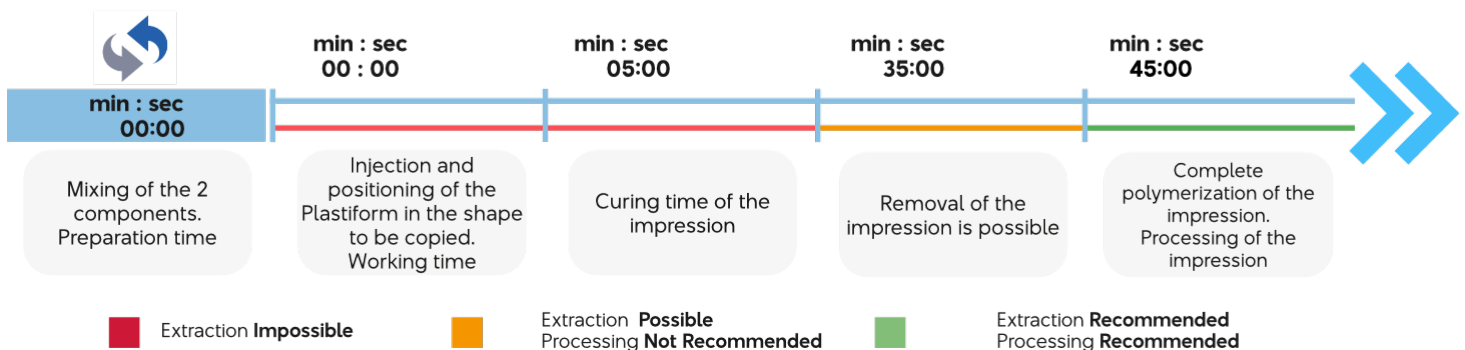 min : sec
00:00
min : sec
00 : 00
min : sec
05:00
min : sec
35:00
min : sec
45:00
Mixing of the 2
components.
Preparation time
Injection and
positioning of the
Plastiform in the shape
to be copied.
Working time
Curing time of the
impression
Removal of the
impression is possible
Complete
polymerization of the
impression.
Processing of the
impression
Extraction Impossible
Extraction Possible
Processing Not Recommended
Extraction Recommended
Processing Recommended